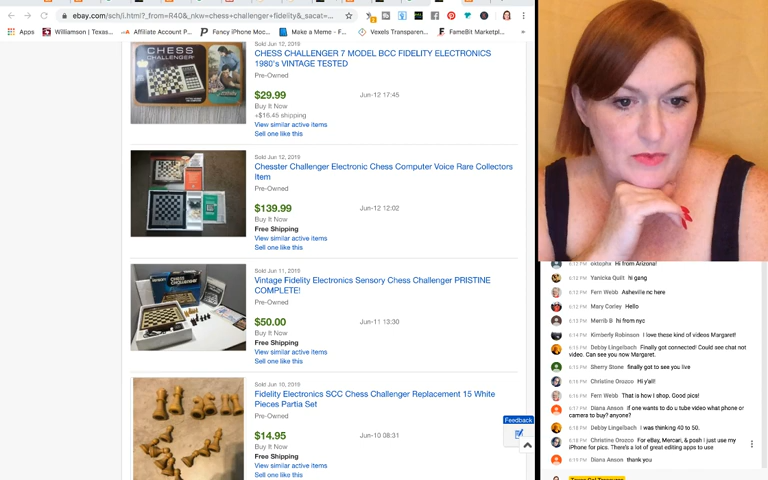 ebay.com/sch/i.html?_from=R40&_nkw=chess+challenger+fidelity&_sacat=...
Apps
Williamson | Texas...
Affiliate Account P...
Fancy iPhone Moc...
Make a Meme - F...
Vexels Transparen...
FameBit Marketpl...
»
Sold Jun 12, 2019
CHESS CHALLENGER 7 MODEL BCC FIDELITY ELECTRONICS
1980's VINTAGE TESTED
Pre-Owned
$29.99
Jun-12 17:45
Buy It Now
+$16.45 shipping
View similar active items
Sell one like this
CHESS
CHALLENGER
Sold Jun 12, 2019
Chesster Challenger Electronic Chess Computer Voice Rare Collectors
Item
Pre-Owned
$139.99
Jun-12 12:02
Buy It Now
Free Shipping
View similar active items
Sell one like this
Sold Jun 11, 2019
Vintage Fidelity Electronics Sensory Chess Challenger PRISTINE
COMPLETE!
Pre-Owned
$50.00
Jun-11 13:30
Buy It Now
Free Shipping
View similar active items
Sell one like this
Sold Jun 10, 2019
Fidelity Electronics SCC Chess Challenger Replacement 15 White
Pieces Partia Set
Pre-Owned
$14.95
Jun-10 08:31
Buy It Now
Free Shipping
View similar active items
Sell one like this
Feedback
Hi from Arizona!
Yanicka Quilt hi gang
Fern Webb Asheville nc here
Mary Corley Hello
hi from nyc
6:14 PM Kimberly Robinson I love these kind of videos Margaret!
6:15 PM Debby Lingelbach Finally got connected! Could see chat not
video. Can see you now Margaret.
6:15 PM Sherry Stone finally got to see you live
6:16 PM Christine Orozco Hi y'all!
6:16 PM Fern Webb That is how I shop. Good pics!
6:17 PM Diana Anson if one wants to do u tube video what phone or
camera to buy? anyone?
6:18 PM Debby Lingelbach I was thinking 40 to 50.
6:18 PM Christine Orozco For eBay, Mercari, & posh I just use my
iPhone for pics. There's a lot of great editing apps to use
6:19 PM Diana Anson thank you